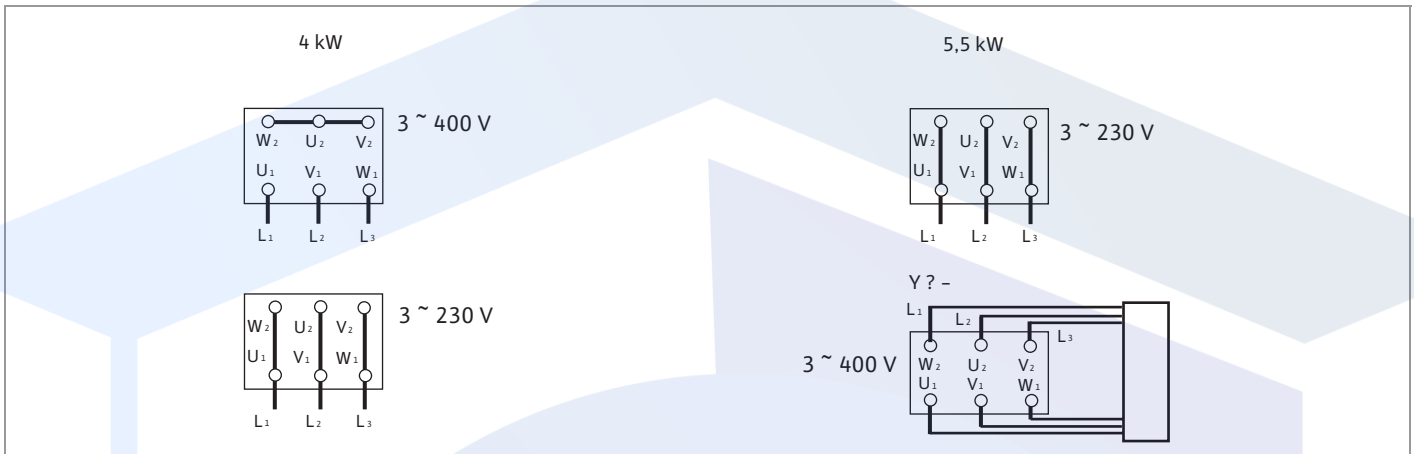 4 kW
3 ~ 400 V
W2 U2 V2
U1 V1 W1
L1 L2 L3
3 ~ 230 V
W2 U2 V2
U1 V1 W1
L1 L2 L3
5,5 kW
3 ~ 230 V
W2 U2 V2
U1 V1 W1
L1 L2 L3
Y ? –
L1
L2
L3
3 ~ 400 V
W2 U2 V2
U1 V1 W1